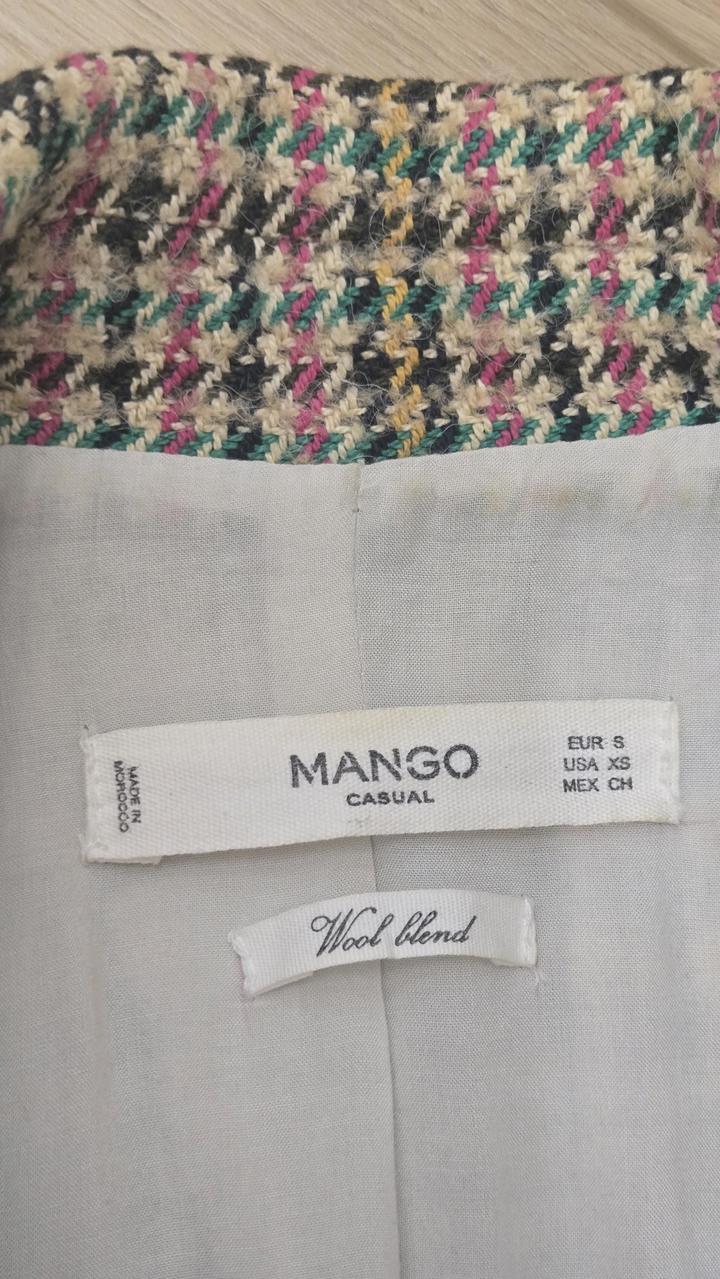 MADE IN
MOROCCO
MANGO
CASUAL
EUR S
USA XS
MEX CH
Wool blend